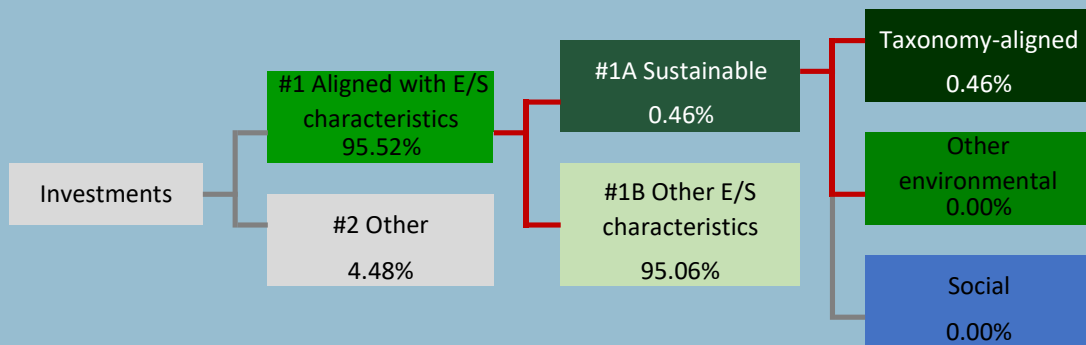 Investments
#1 Aligned with E/S
characteristics
95.52%
#2 Other
4.48%
#1A Sustainable
0.46%
#1B Other E/S
characteristics
95.06%
Taxonomy-aligned
0.46%
Other
environmental
0.00%
Social
0.00%